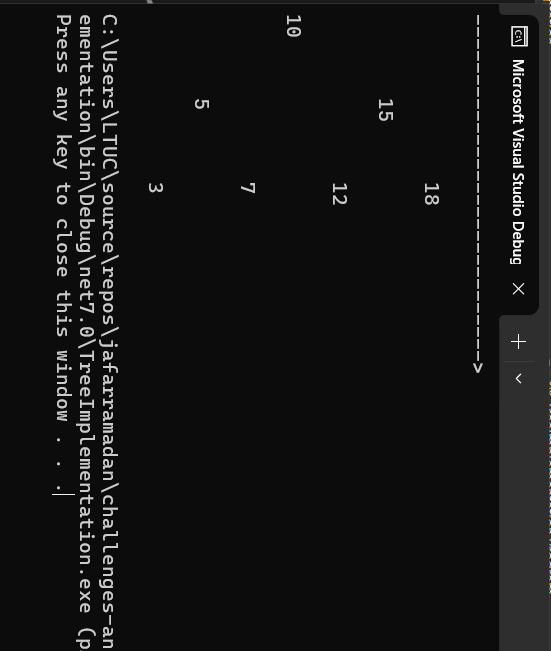 Microsoft Visual Studio Debug
------------------------------>
18
15
12
10
7
5
3
C:\Users\LTUC\source\repos\jafarramadan\challenges-an
ementation\bin\Debug\net7.0\TreeImplementation.exe (p
Press any key to close this window . . .